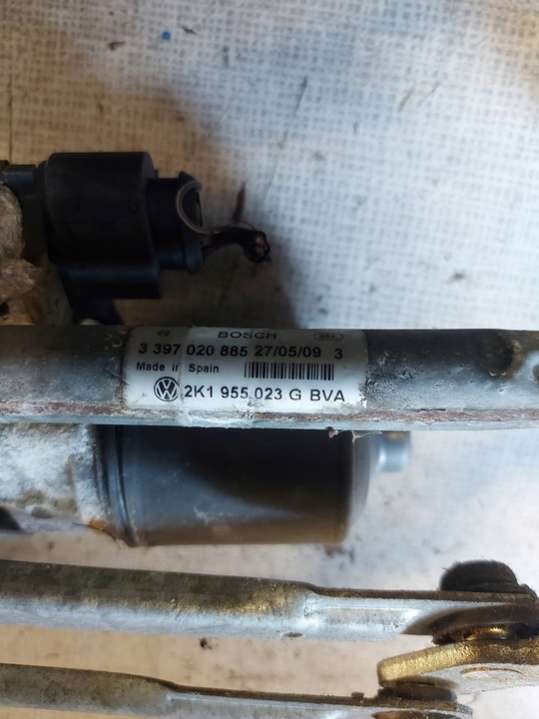 BOSCH
3 397 020 885 27/05/09 3
Made in Spain
2K1 955 023 G BVA